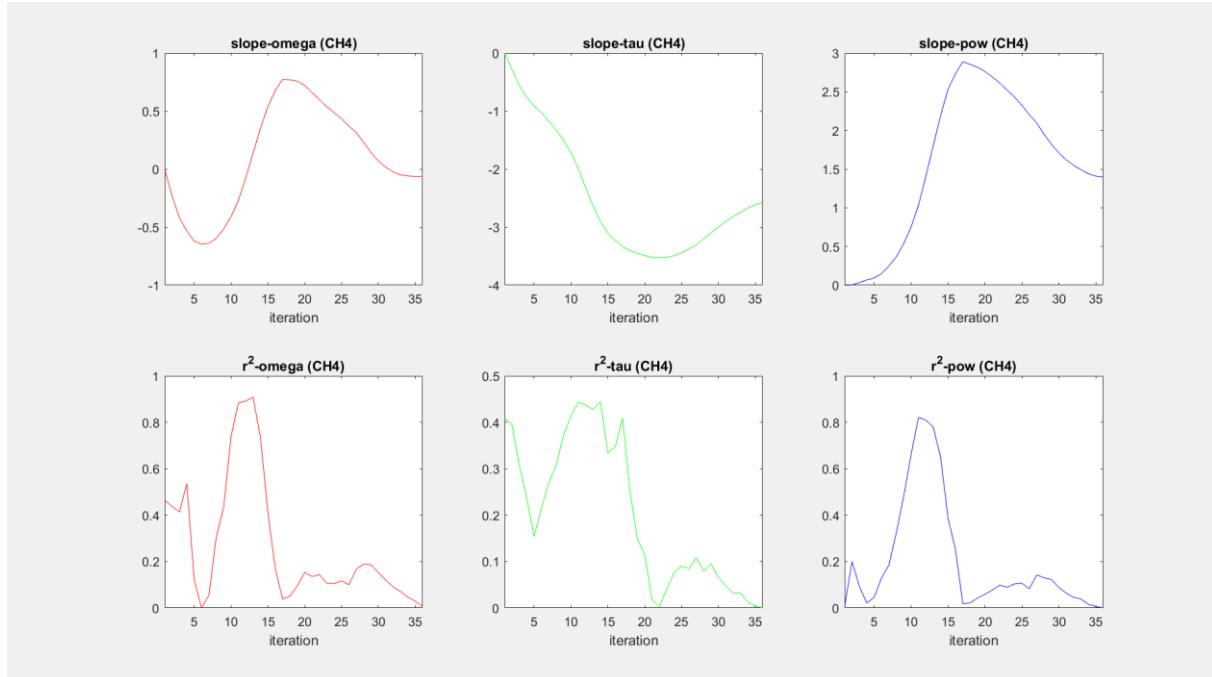 slope-omega (CH4)
1
0.5
0
-0.5
-1
5 10 15 20 25 30 35
iteration
slope-tau (CH4)
0
-1
-2
-3
-4
5 10 15 20 25 30 35
iteration
slope-pow (CH4)
3
2.5
2
1.5
1
0.5
0
5 10 15 20 25 30 35
iteration
r²-omega (CH4)
1
0.8
0.6
0.4
0.2
0
5 10 15 20 25 30 35
iteration
r²-tau (CH4)
0.5
0.4
0.3
0.2
0.1
0
5 10 15 20 25 30 35
iteration
r²-pow (CH4)
1
0.8
0.6
0.4
0.2
0
5 10 15 20 25 30 35
iteration